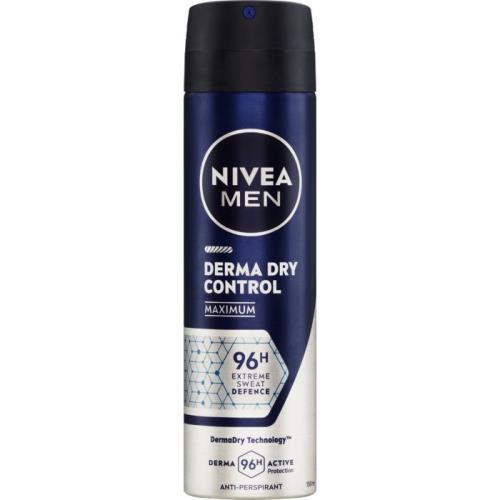 NIVEA
MEN
DERMA DRY
CONTROL
MAXIMUM
96H
EXTREME
SWEAT
DEFENCE
DermaDry Technology™
DERMA 96H ACTIVE
Protection
ANTI-PERSPIRANT